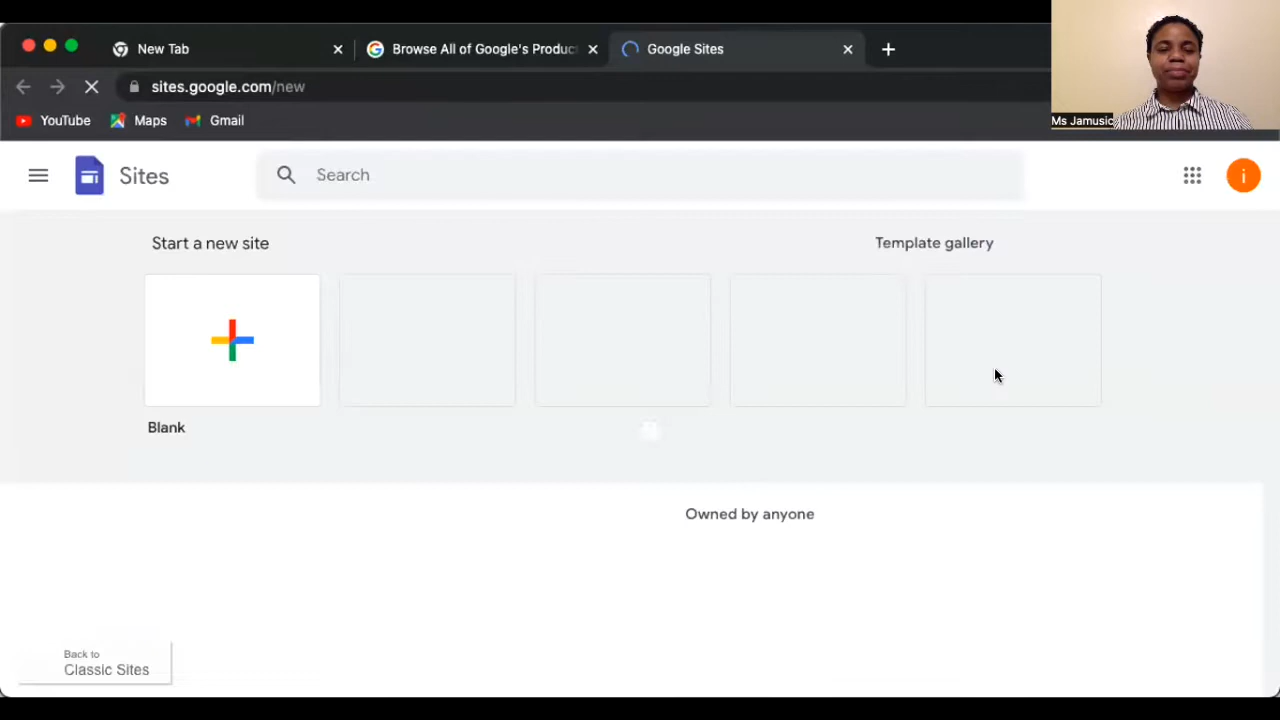 New Tab
Browse All of Google's Produc
Google Sites
sites.google.com/new
YouTube
Maps
Gmail
Ms Jamusic
Sites
Search
i
Start a new site
Template gallery
Blank
Owned by anyone
Back to
Classic Sites